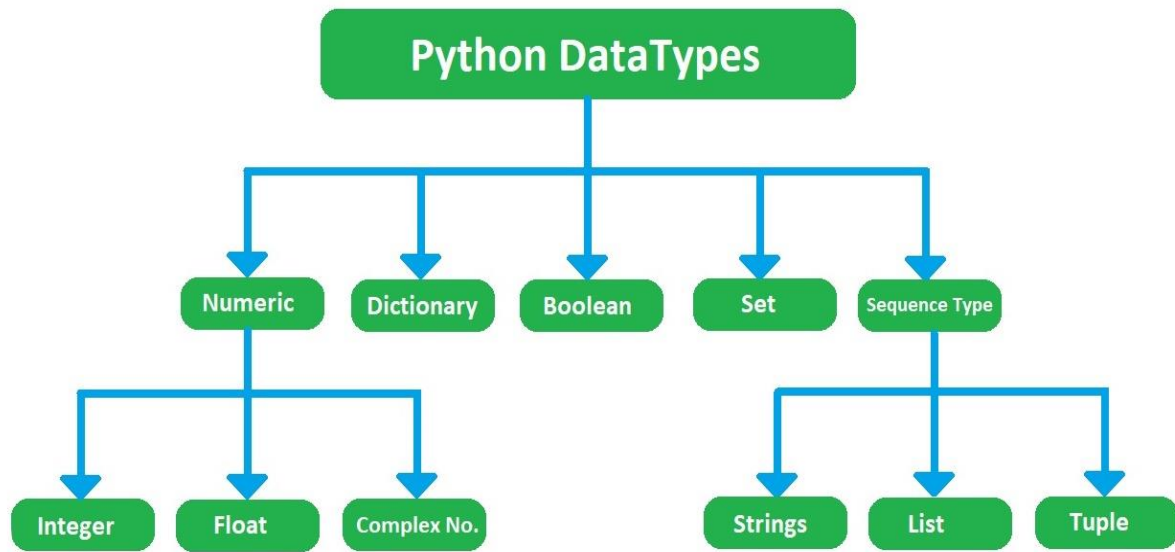 Python DataTypes
Numeric
Dictionary
Boolean
Set
Sequence Type
Integer
Float
Complex No.
Strings
List
Tuple